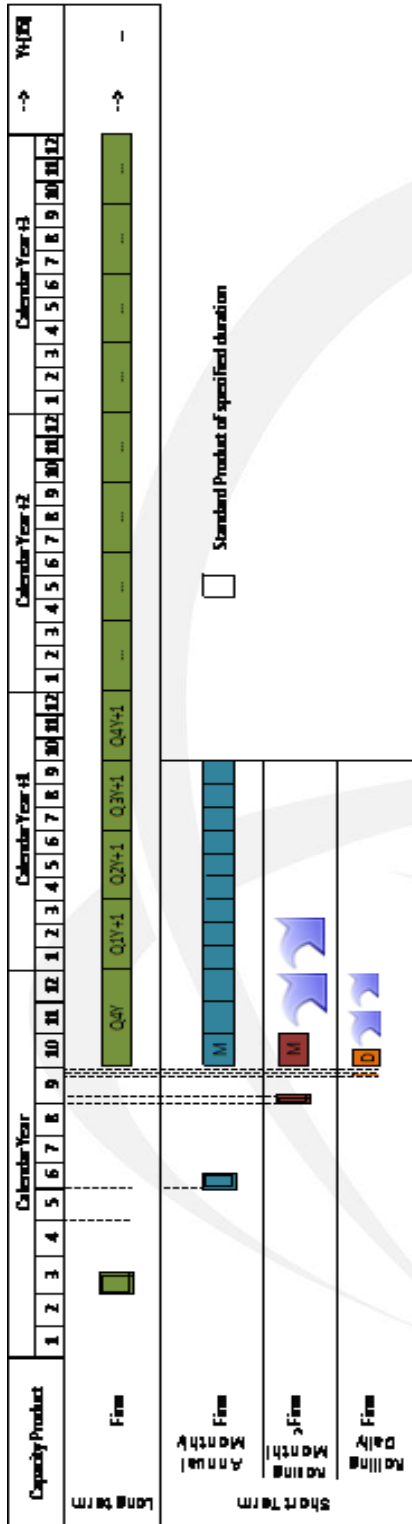 Capacity Product
Calendar Year
Calendar Year +1
Calendar Year +2
Calendar Year +3
--> Y+[15]
1 2 3 4 5 6 7 8 9 10 11 12
1 2 3 4 5 6 7 8 9 10 11 12
1 2 3 4 5 6 7 8 9 10 11 12
1 2 3 4 5 6 7 8 9 10 11 12
Long term
Firm
Q4Y Q1Y+1 Q2Y+1 Q3Y+1 Q4Y+1 ... ... ... ... ... ... ... ...
--> ...
Short Term
Annual Monthly
Firm
M
Standard Product of specified duration
Rolling Monthly
Firm
M
Rolling Daily
Firm
D